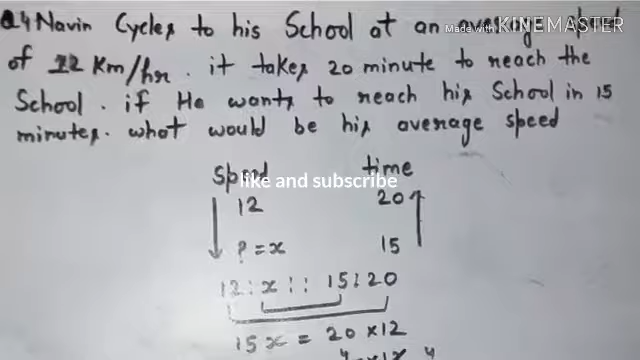 Made with KINEMASTER
Q4 Navin Cycles to his School at an average
of 12 Km/hr. it takes 20 minute to reach the
School. if He wants to reach his School in 15
minutes. what would be his average speed
speed time
like and subscribe
12 20
? = x 15
12 : x :: 15 : 20
15x = 20 x 12